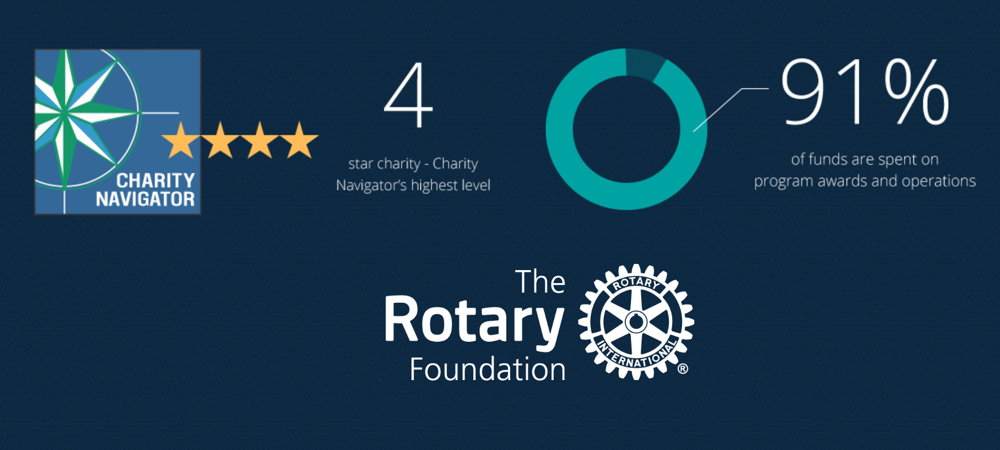 CHARITY
NAVIGATOR
4
star charity - Charity
Navigator's highest level
91%
of funds are spent on
program awards and operations
The
Rotary
Foundation
ROTARY
INTERNATIONAL
®